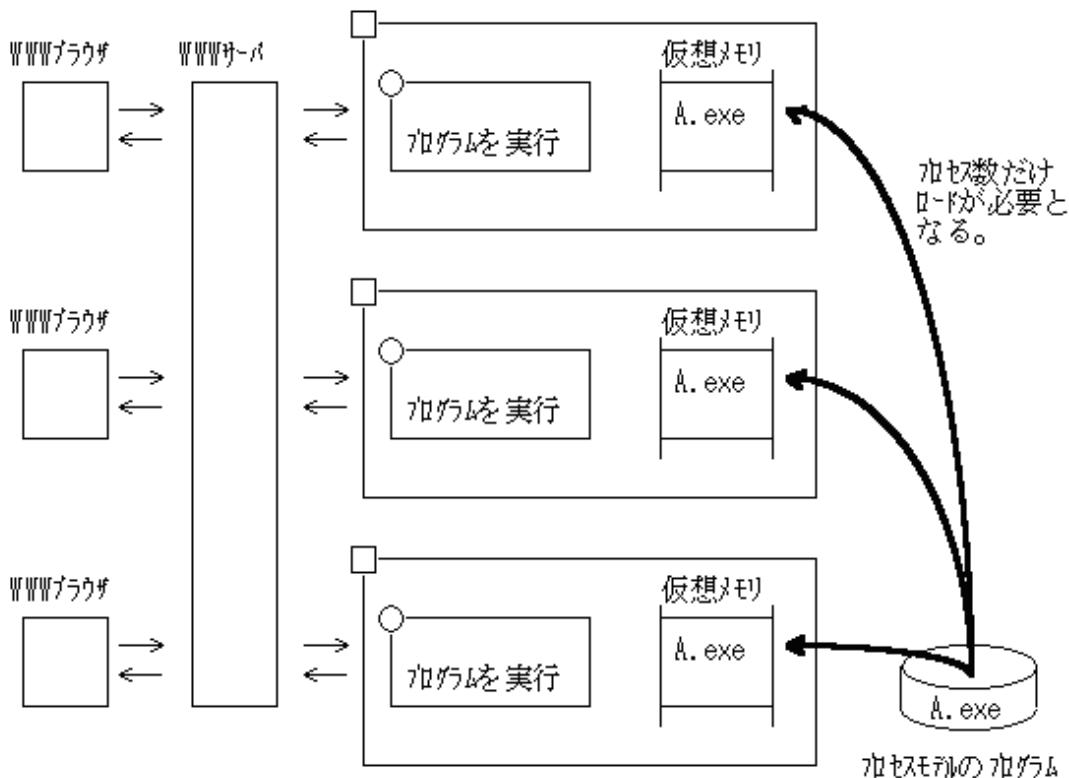 WWWブラウザ
WWWサーバ
仮想メモリ
A.exe
プログラムを実行
プロセス数だけ
ロードが必要と
なる。
WWWブラウザ
仮想メモリ
A.exe
プログラムを実行
WWWブラウザ
仮想メモリ
A.exe
プログラムを実行
A.exe
プロセスモデルのプログラム